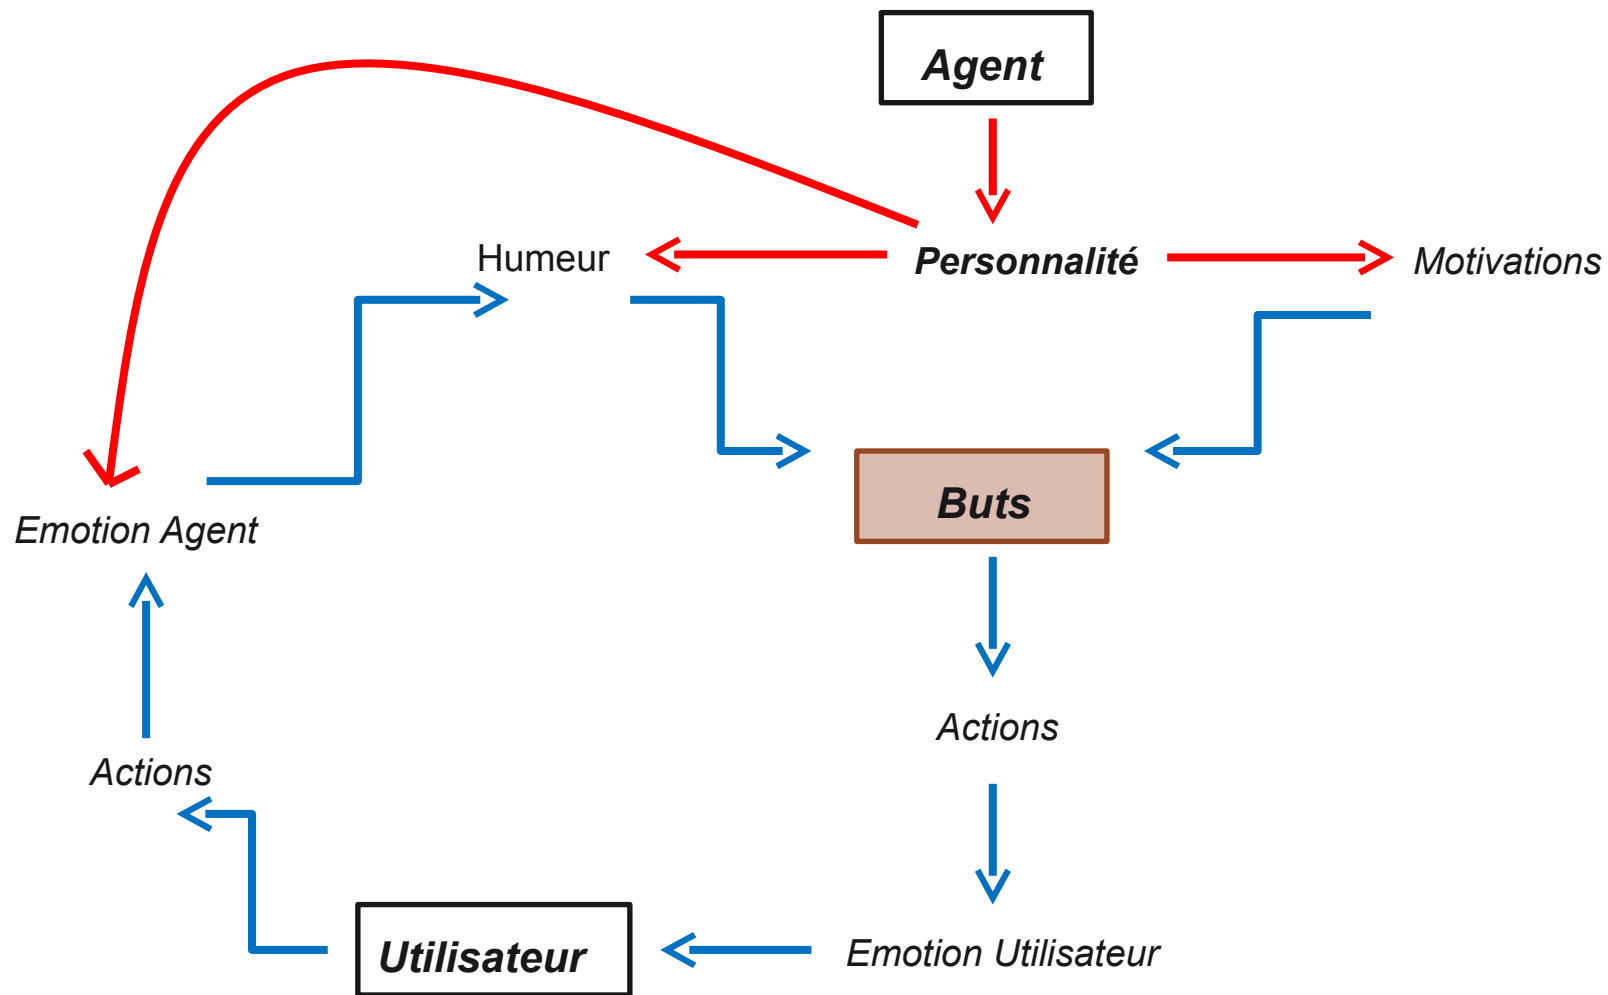 Agent
Humeur
Personnalité
Motivations
Buts
Emotion Agent
Actions
Actions
Utilisateur
Emotion Utilisateur